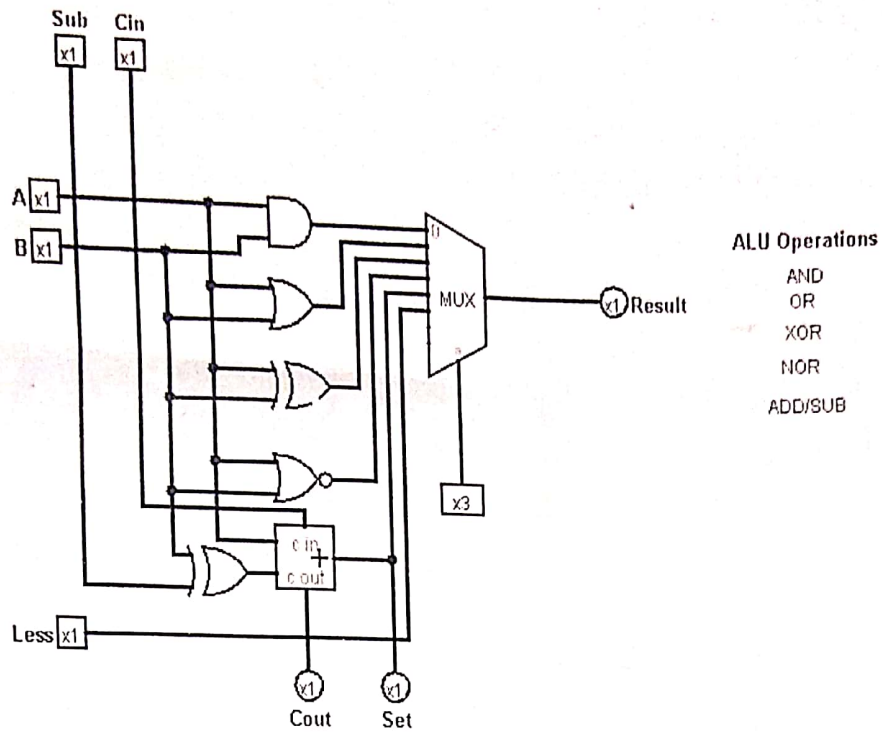 Sub Cin
x1 x1
A x1
B x1
0
MUX
x1 Result
ALU Operations
AND
OR
XOR
NOR
ADD/SUB
x3
c in
+
c out
Less x1
x1 x1
Cout Set